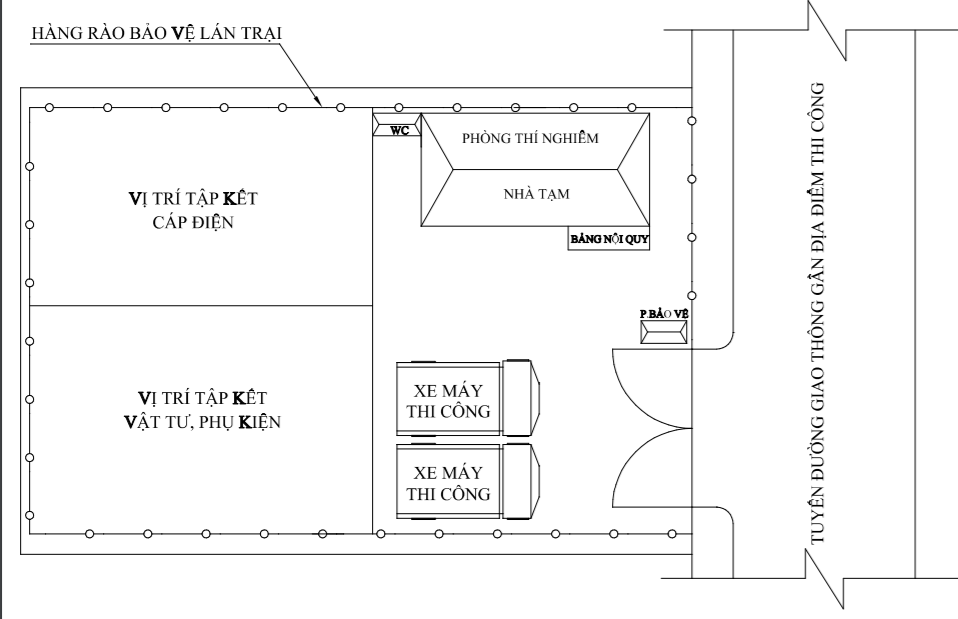 HÀNG RÀO BẢO VỆ LÁN TRẠI
WC
PHÒNG THÍ NGHIỆM
NHÀ TẠM
BẢNG NỘI QUY
VỊ TRÍ TẬP KẾT
CÁP ĐIỆN
P.BẢO VỆ
VỊ TRÍ TẬP KẾT
VẬT TƯ, PHỤ KIỆN
XE MÁY
THI CÔNG
XE MÁY
THI CÔNG
TUYẾN ĐƯỜNG GIAO THÔNG GẦN ĐỊA ĐIỂM THI CÔNG